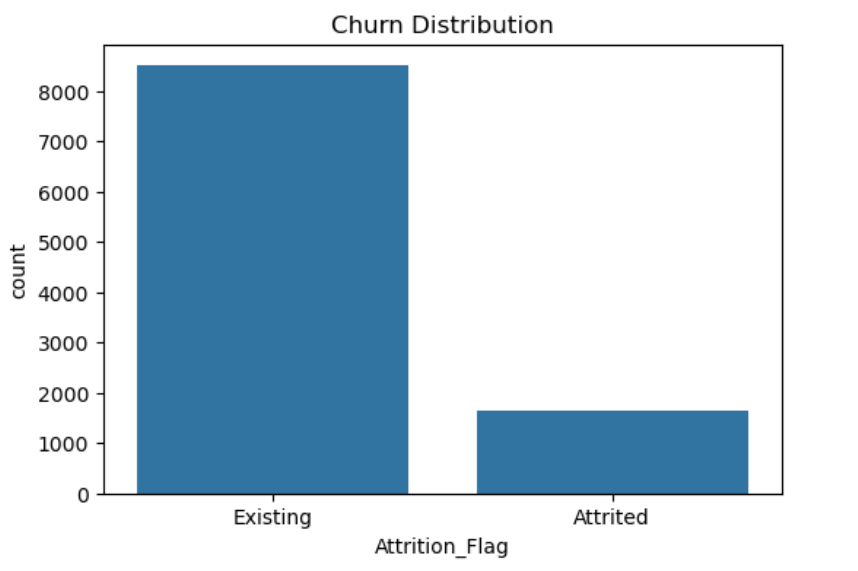 Churn Distribution
8000
7000
6000
5000
4000
3000
2000
1000
0
count
Existing
Attrited
Attrition_Flag